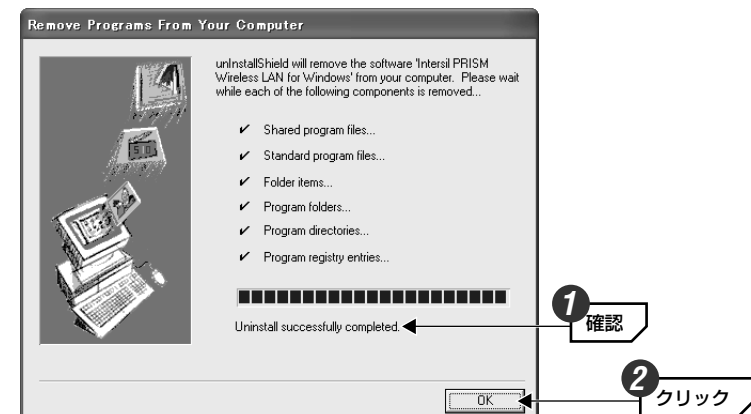 Remove Programs From Your Computer
unInstallShield will remove the software 'Intersil PRISM
Wireless LAN for Windows' from your computer. Please wait
while each of the following components is removed...
✔ Shared program files...
✔ Standard program files...
✔ Folder items...
✔ Program folders...
✔ Program directories...
✔ Program registry entries...
Uninstall successfully completed.
1
確認
OK
2
クリック